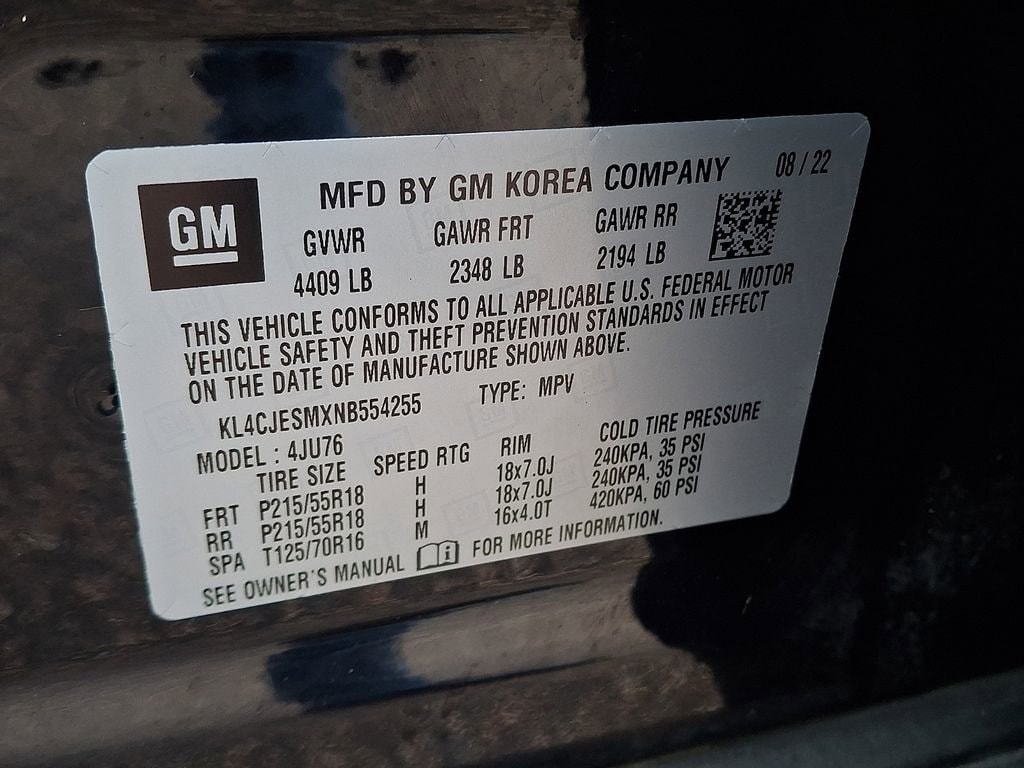 GM
MFD BY GM KOREA COMPANY
08 / 22
GVWR GAWR FRT GAWR RR
4409 LB 2348 LB 2194 LB
THIS VEHICLE CONFORMS TO ALL APPLICABLE U.S. FEDERAL MOTOR
VEHICLE SAFETY AND THEFT PREVENTION STANDARDS IN EFFECT
ON THE DATE OF MANUFACTURE SHOWN ABOVE.
KL4CJESMXNB554255 TYPE: MPV
MODEL : 4JU76
TIRE SIZE SPEED RTG RIM COLD TIRE PRESSURE
FRT P215/55R18 H 18x7.0J 240KPA, 35 PSI
RR P215/55R18 H 18x7.0J 240KPA, 35 PSI
SPA T125/70R16 M 16x4.0T 420KPA, 60 PSI
SEE OWNER'S MANUAL FOR MORE INFORMATION.